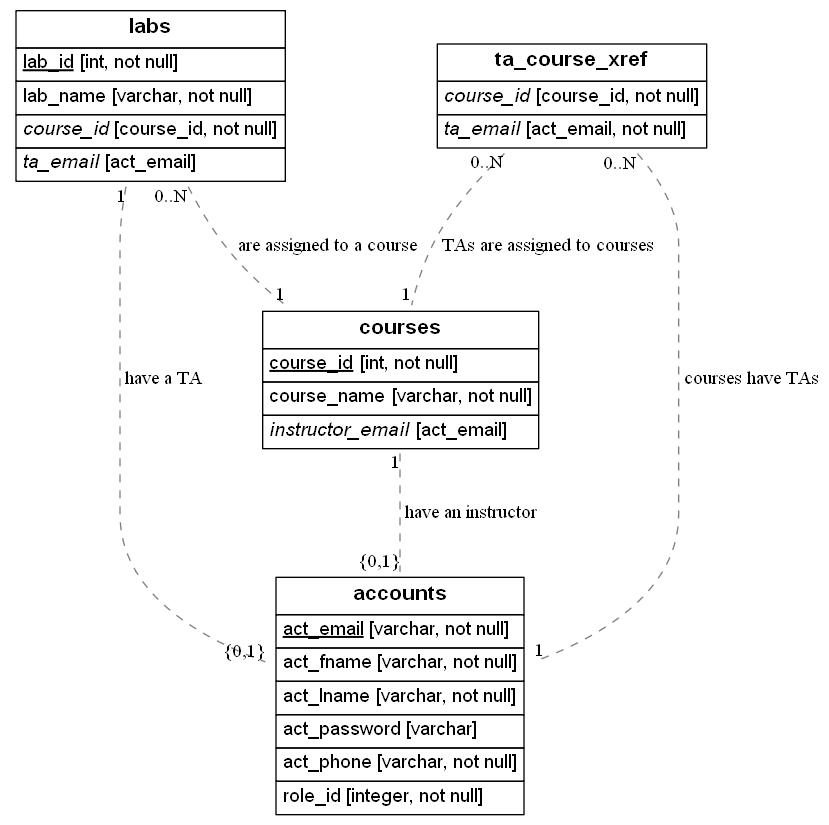 labs
lab_id [int, not null]
lab_name [varchar, not null]
course_id [course_id, not null]
ta_email [act_email]
ta_course_xref
course_id [course_id, not null]
ta_email [act_email, not null]
1
0..N
0..N
0..N
are assigned to a course
TAs are assigned to courses
1
1
courses
course_id [int, not null]
course_name [varchar, not null]
instructor_email [act_email]
have a TA
courses have TAs
1
have an instructor
{0,1}
accounts
act_email [varchar, not null]
act_fname [varchar, not null]
act_lname [varchar, not null]
act_password [varchar]
act_phone [varchar, not null]
role_id [integer, not null]
{0,1}
1